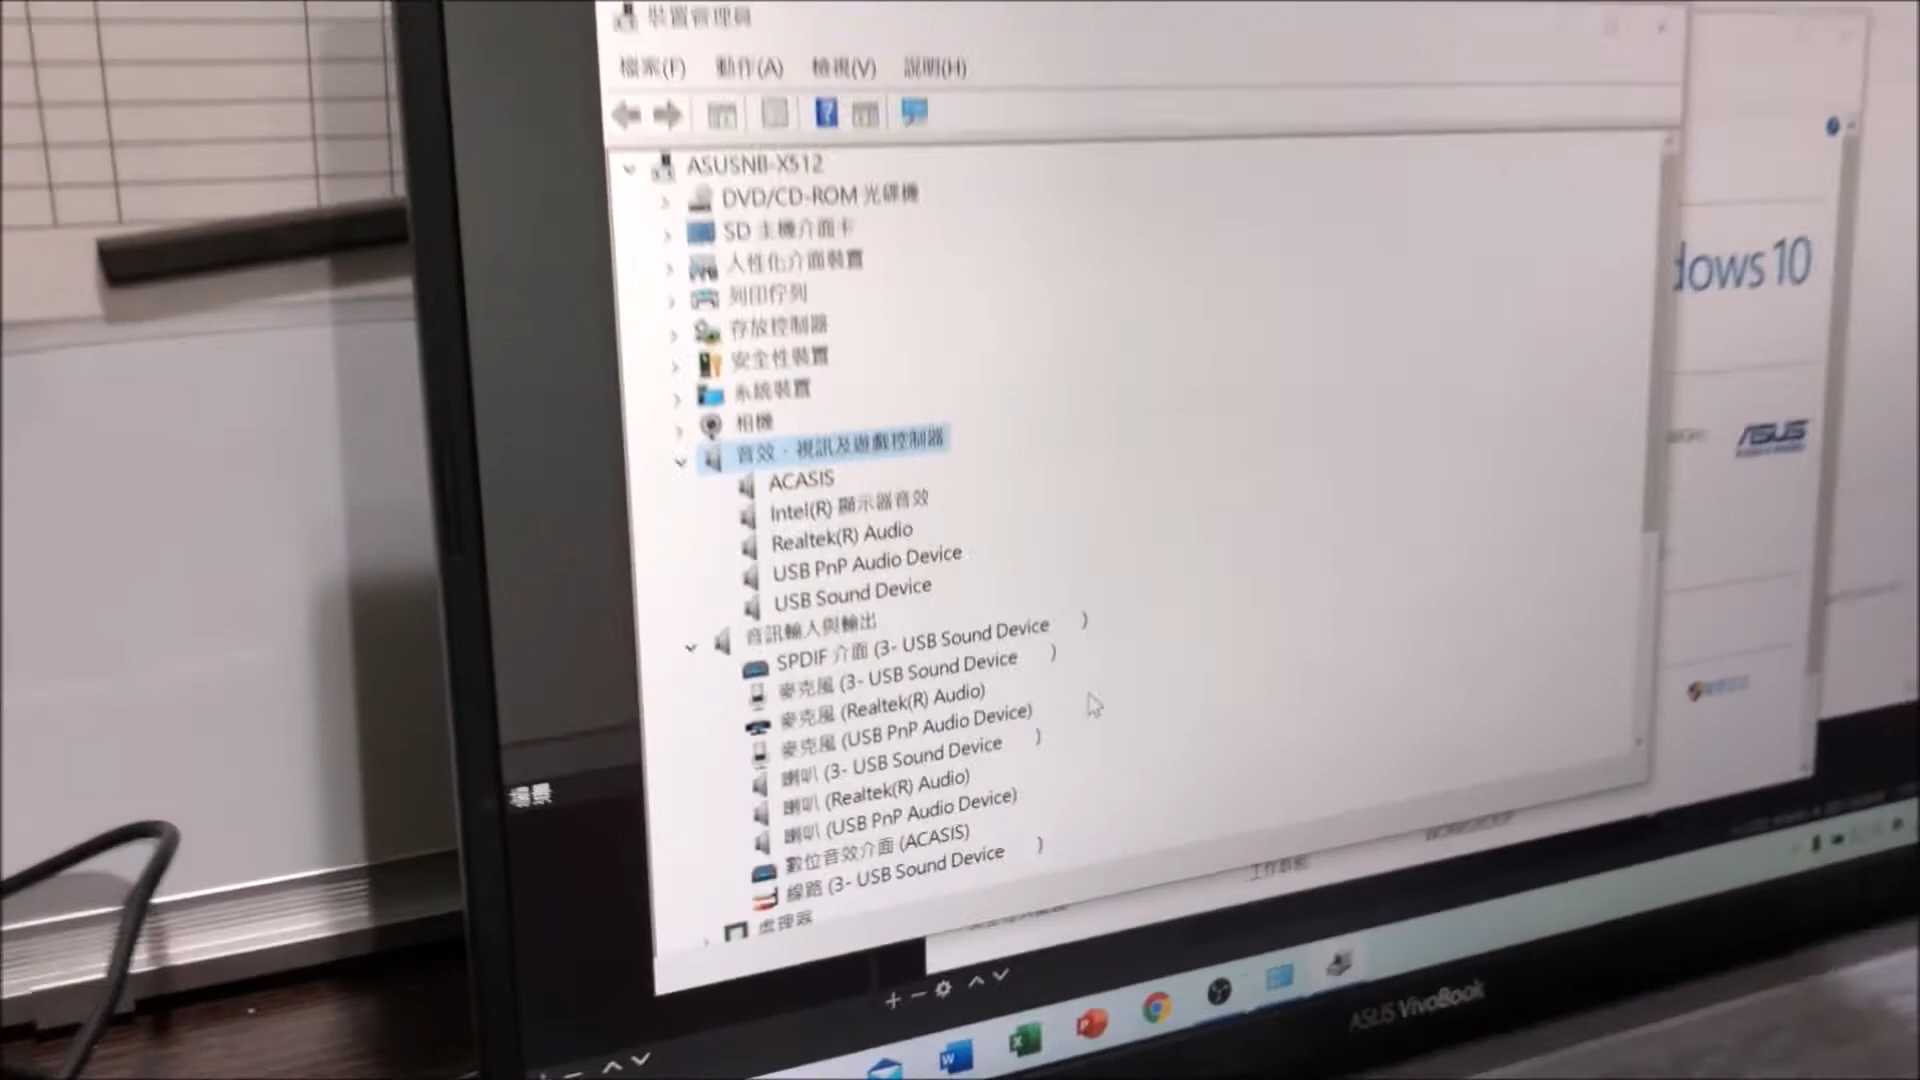 裝置管理員
檔案(F) 動作(A) 檢視(V) 說明(H)
ASUSNB-X512
DVD/CD-ROM 光碟機
SD 主機介面卡
人性化介面裝置
列印佇列
存放控制器
安全性裝置
系統裝置
相機
音效、視訊及遊戲控制器
ACASIS
Intel(R) 顯示器音效
Realtek(R) Audio
USB PnP Audio Device
USB Sound Device
音訊輸入與輸出
SPDIF 介面 (3- USB Sound Device )
麥克風 (3- USB Sound Device )
麥克風 (Realtek(R) Audio)
麥克風 (USB PnP Audio Device)
喇叭 (3- USB Sound Device )
喇叭 (Realtek(R) Audio)
喇叭 (USB PnP Audio Device)
數位音效介面 (ACASIS)
線路 (3- USB Sound Device )
處理器
dows 10
ASUS
場景
工作群組
WORKGROUP
ASUS VivoBook